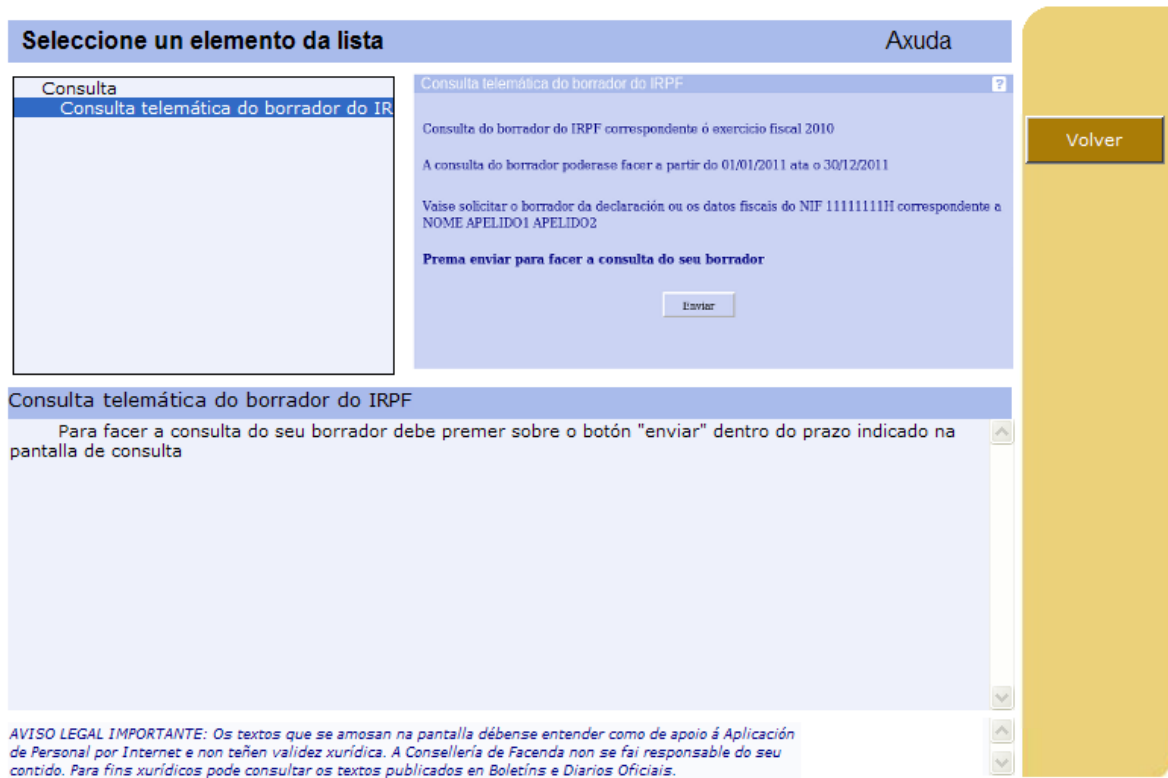 Seleccione un elemento da lista
Axuda
Consulta
Consulta telemática do borrador do IR
Consulta telemática do borrador do IRPF
?
Consulta do borrador do IRPF correspondente ó exercicio fiscal 2010
A consulta do borrador poderase facer a partir do 01/01/2011 ata o 30/12/2011
Vaise solicitar o borrador da declaración ou os datos fiscais do NIF 11111111H correspondente a
NOME APELIDO1 APELIDO2
Prema enviar para facer a consulta do seu borrador
Enviar
Volver
Consulta telemática do borrador do IRPF
Para facer a consulta do seu borrador debe premer sobre o botón "enviar" dentro do prazo indicado na
pantalla de consulta
AVISO LEGAL IMPORTANTE: Os textos que se amosan na pantalla débense entender como de apoio á Aplicación
de Personal por Internet e non teñen validez xurídica. A Consellería de Facenda non se fai responsable do seu
contido. Para fins xurídicos pode consultar os textos publicados en Boletíns e Diarios Oficiais.